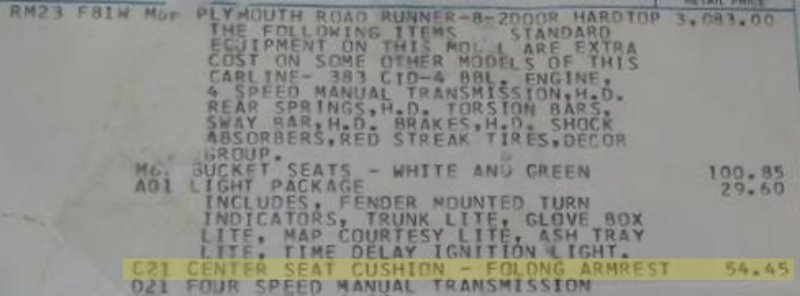 RETAIL PRICE
RM23 F81W M6r PLYMOUTH ROAD RUNNER-8-2DOOR HARDTOP 3,083.00
THE FOLLOWING ITEMS STANDARD
EQUIPMENT ON THIS MODEL ARE EXTRA
COST ON SOME OTHER MODELS OF THIS
CARLINE- 383 CID-4 BBL. ENGINE,
4 SPEED MANUAL TRANSMISSION,H.D.
REAR SPRINGS,H.D. TORSION BARS,
SWAY BAR,H.D. BRAKES,H.D. SHOCK
ABSORBERS,RED STREAK TIRES,DECOR
GROUP.
M6. BUCKET SEATS - WHITE AND GREEN 100.85
A01 LIGHT PACKAGE 29.60
INCLUDES, FENDER MOUNTED TURN
INDICATORS, TRUNK LITE, GLOVE BOX
LITE, MAP COURTESY LITE, ASH TRAY
LITE, TIME DELAY IGNITION LIGHT.
C21 CENTER SEAT CUSHION - FOLDNG ARMREST 54.45
D21 FOUR SPEED MANUAL TRANSMISSION